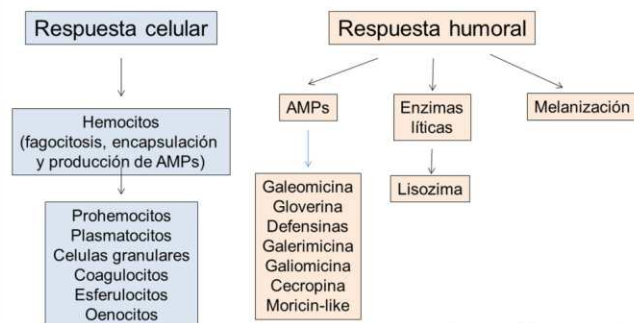 Respuesta celular
Hemocitos
(fagocitosis, encapsulación
y producción de AMPs)
Prohemocitos
Plasmatocitos
Celulas granulares
Coagulocitos
Esferulocitos
Oenocitos
Respuesta humoral
AMPs
Galeomicina
Gloverina
Defensinas
Galerimicina
Galiomicina
Cecropina
Moricin-like
Enzimas
líticas
Lisozima
Melanización